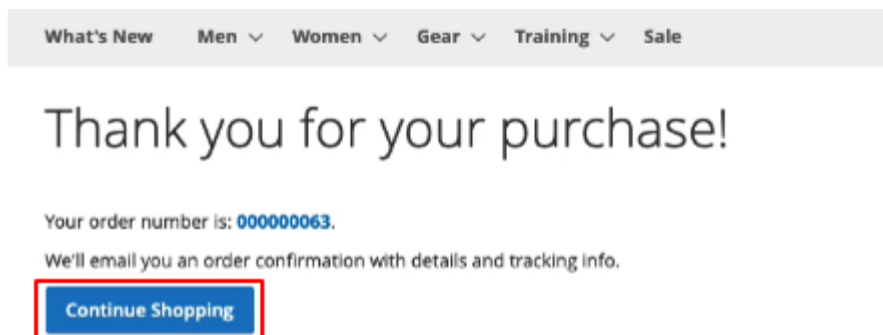 What's New Men Women Gear Training Sale
Thank you for your purchase!
Your order number is: 000000063.
We'll email you an order confirmation with details and tracking info.
Continue Shopping